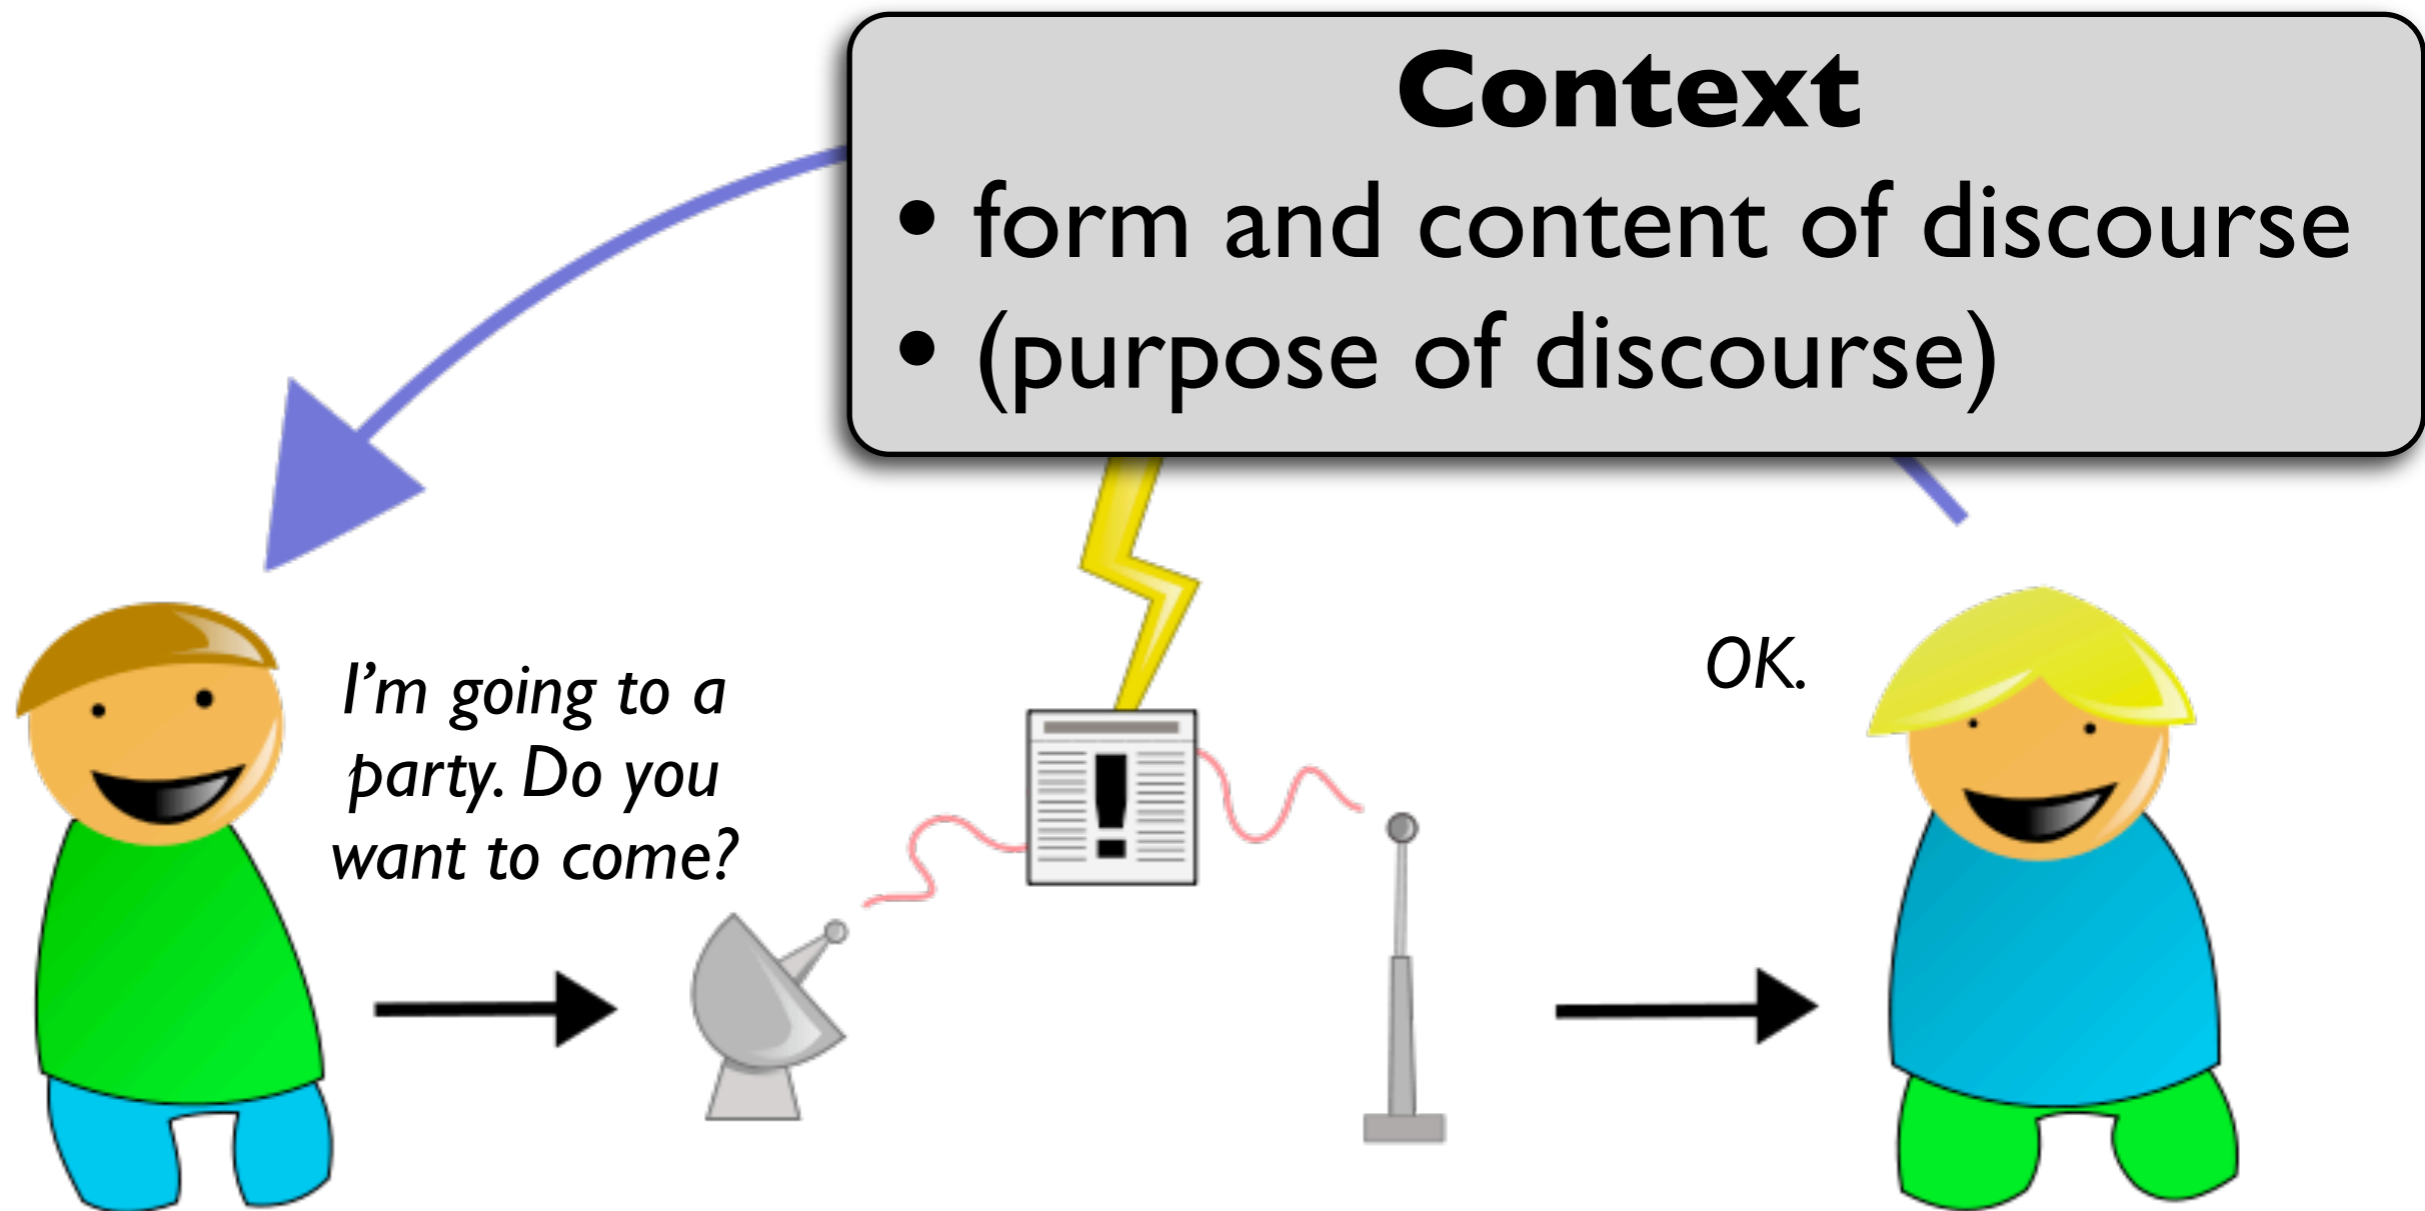 Context
• form and content of discourse
• (purpose of discourse)
I'm going to a
party. Do you
want to come?
!
OK.